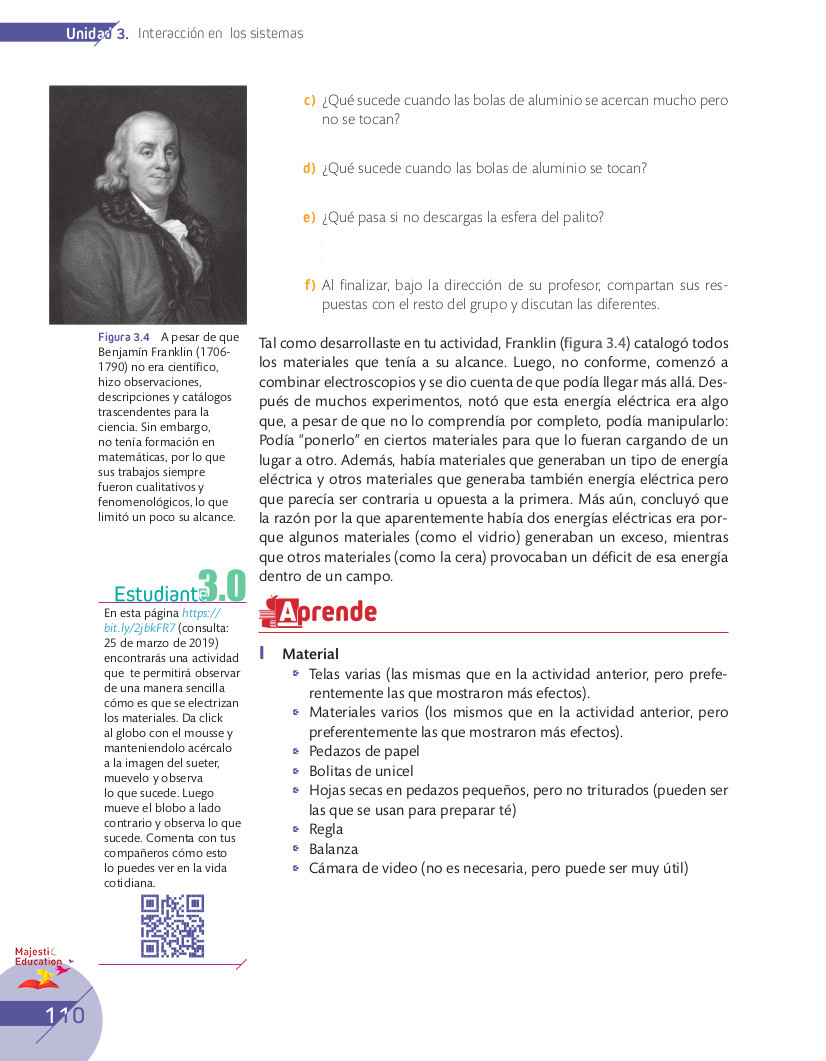 Unidad 3. Interacción en los sistemas
c) ¿Qué sucede cuando las bolas de aluminio se acercan mucho pero
no se tocan?
d) ¿Qué sucede cuando las bolas de aluminio se tocan?
e) ¿Qué pasa si no descargas la esfera del palito?
f) Al finalizar, bajo la dirección de su profesor, compartan sus res-
puestas con el resto del grupo y discutan las diferentes.
Figura 3.4 A pesar de que
Benjamín Franklin (1706-
1790) no era científico,
hizo observaciones,
descripciones y catálogos
trascendentes para la
ciencia. Sin embargo,
no tenía formación en
matemáticas, por lo que
sus trabajos siempre
fueron cualitativos y
fenomenológicos, lo que
limitó un poco su alcance.
Tal como desarrollaste en tu actividad, Franklin (figura 3.4) catalogó todos
los materiales que tenía a su alcance. Luego, no conforme, comenzó a
combinar electroscopios y se dio cuenta de que podía llegar más allá. Des-
pués de muchos experimentos, notó que esta energía eléctrica era algo
que, a pesar de que no lo comprendía por completo, podía manipularlo:
Podía “ponerlo” en ciertos materiales para que lo fueran cargando de un
lugar a otro. Además, había materiales que generaban un tipo de energía
eléctrica y otros materiales que generaba también energía eléctrica pero
que parecía ser contraria u opuesta a la primera. Más aún, concluyó que
la razón por la que aparentemente había dos energías eléctricas era por-
que algunos materiales (como el vidrio) generaban un exceso, mientras
que otros materiales (como la cera) provocaban un déficit de esa energía
dentro de un campo.
Estudiante 3.0
En esta página https://
bit.ly/2jbkFR7 (consulta:
25 de marzo de 2019)
encontrarás una actividad
que te permitirá observar
de una manera sencilla
cómo es que se electrizan
los materiales. Da click
al globo con el mouse y
manteniendolo acércalo
a la imagen del sueter,
muevelo y observa
lo que sucede. Luego
mueve el blobo a lado
contrario y observa lo que
sucede. Comenta con tus
compañeros cómo esto
lo puedes ver en la vida
cotidiana.
Aprende
I Material
Telas varias (las mismas que en la actividad anterior, pero prefe-
rentemente las que mostraron más efectos).
Materiales varios (los mismos que en la actividad anterior, pero
preferentemente las que mostraron más efectos).
Pedazos de papel
Bolitas de unicel
Hojas secas en pedazos pequeños, pero no triturados (pueden ser
las que se usan para preparar té)
Regla
Balanza
Cámara de video (no es necesaria, pero puede ser muy útil)
Majestic
Education
110